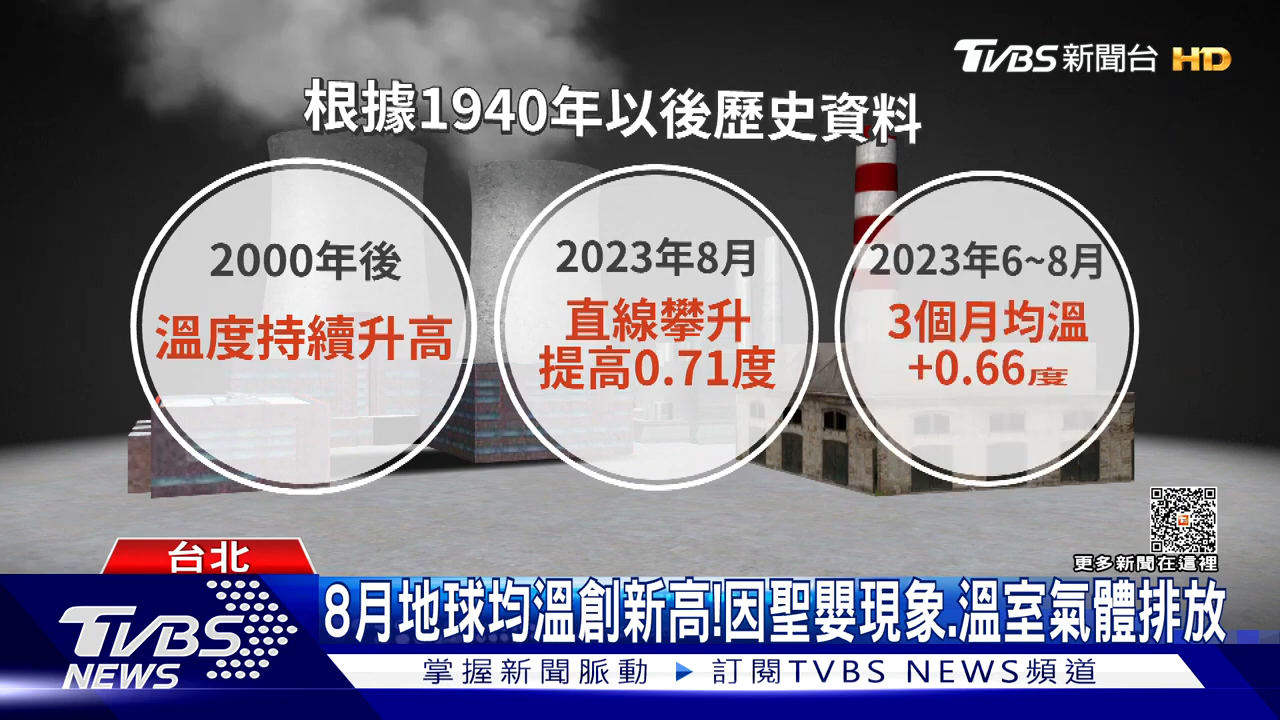 TVBS新聞台 HD
根據1940年以後歷史資料
2000年後
溫度持續升高
2023年8月
直線攀升
提高0.71度
2023年6~8月
3個月均溫
+0.66度
更多新聞在這裡
台北
8月地球均溫創新高!因聖嬰現象.溫室氣體排放
TVBS
NEWS
掌握新聞脈動 ▶ 訂閱TVBS NEWS頻道